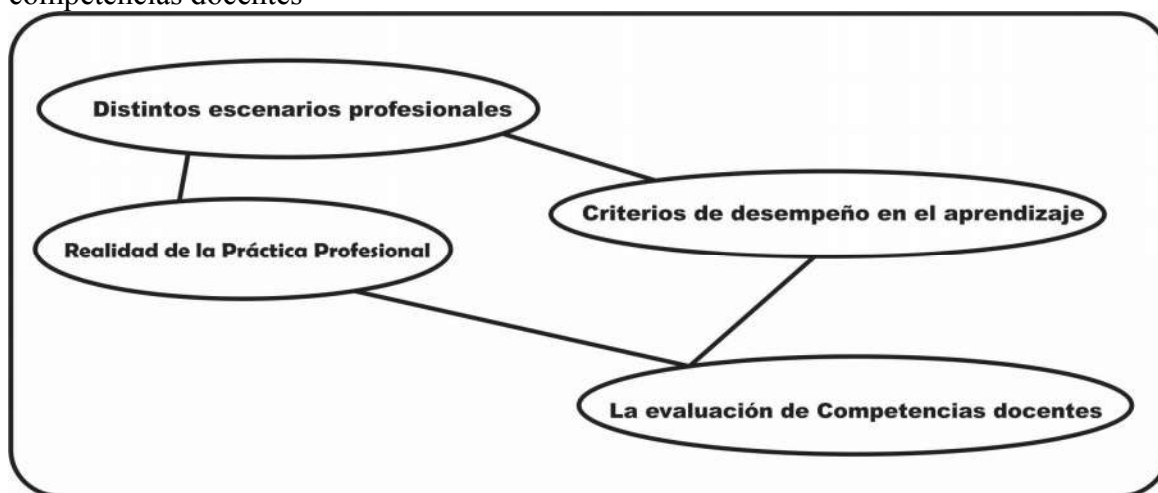 competencias docentes
Distintos escenarios profesionales
Criterios de desempeño en el aprendizaje
Realidad de la Práctica Profesional
La evaluación de Competencias docentes